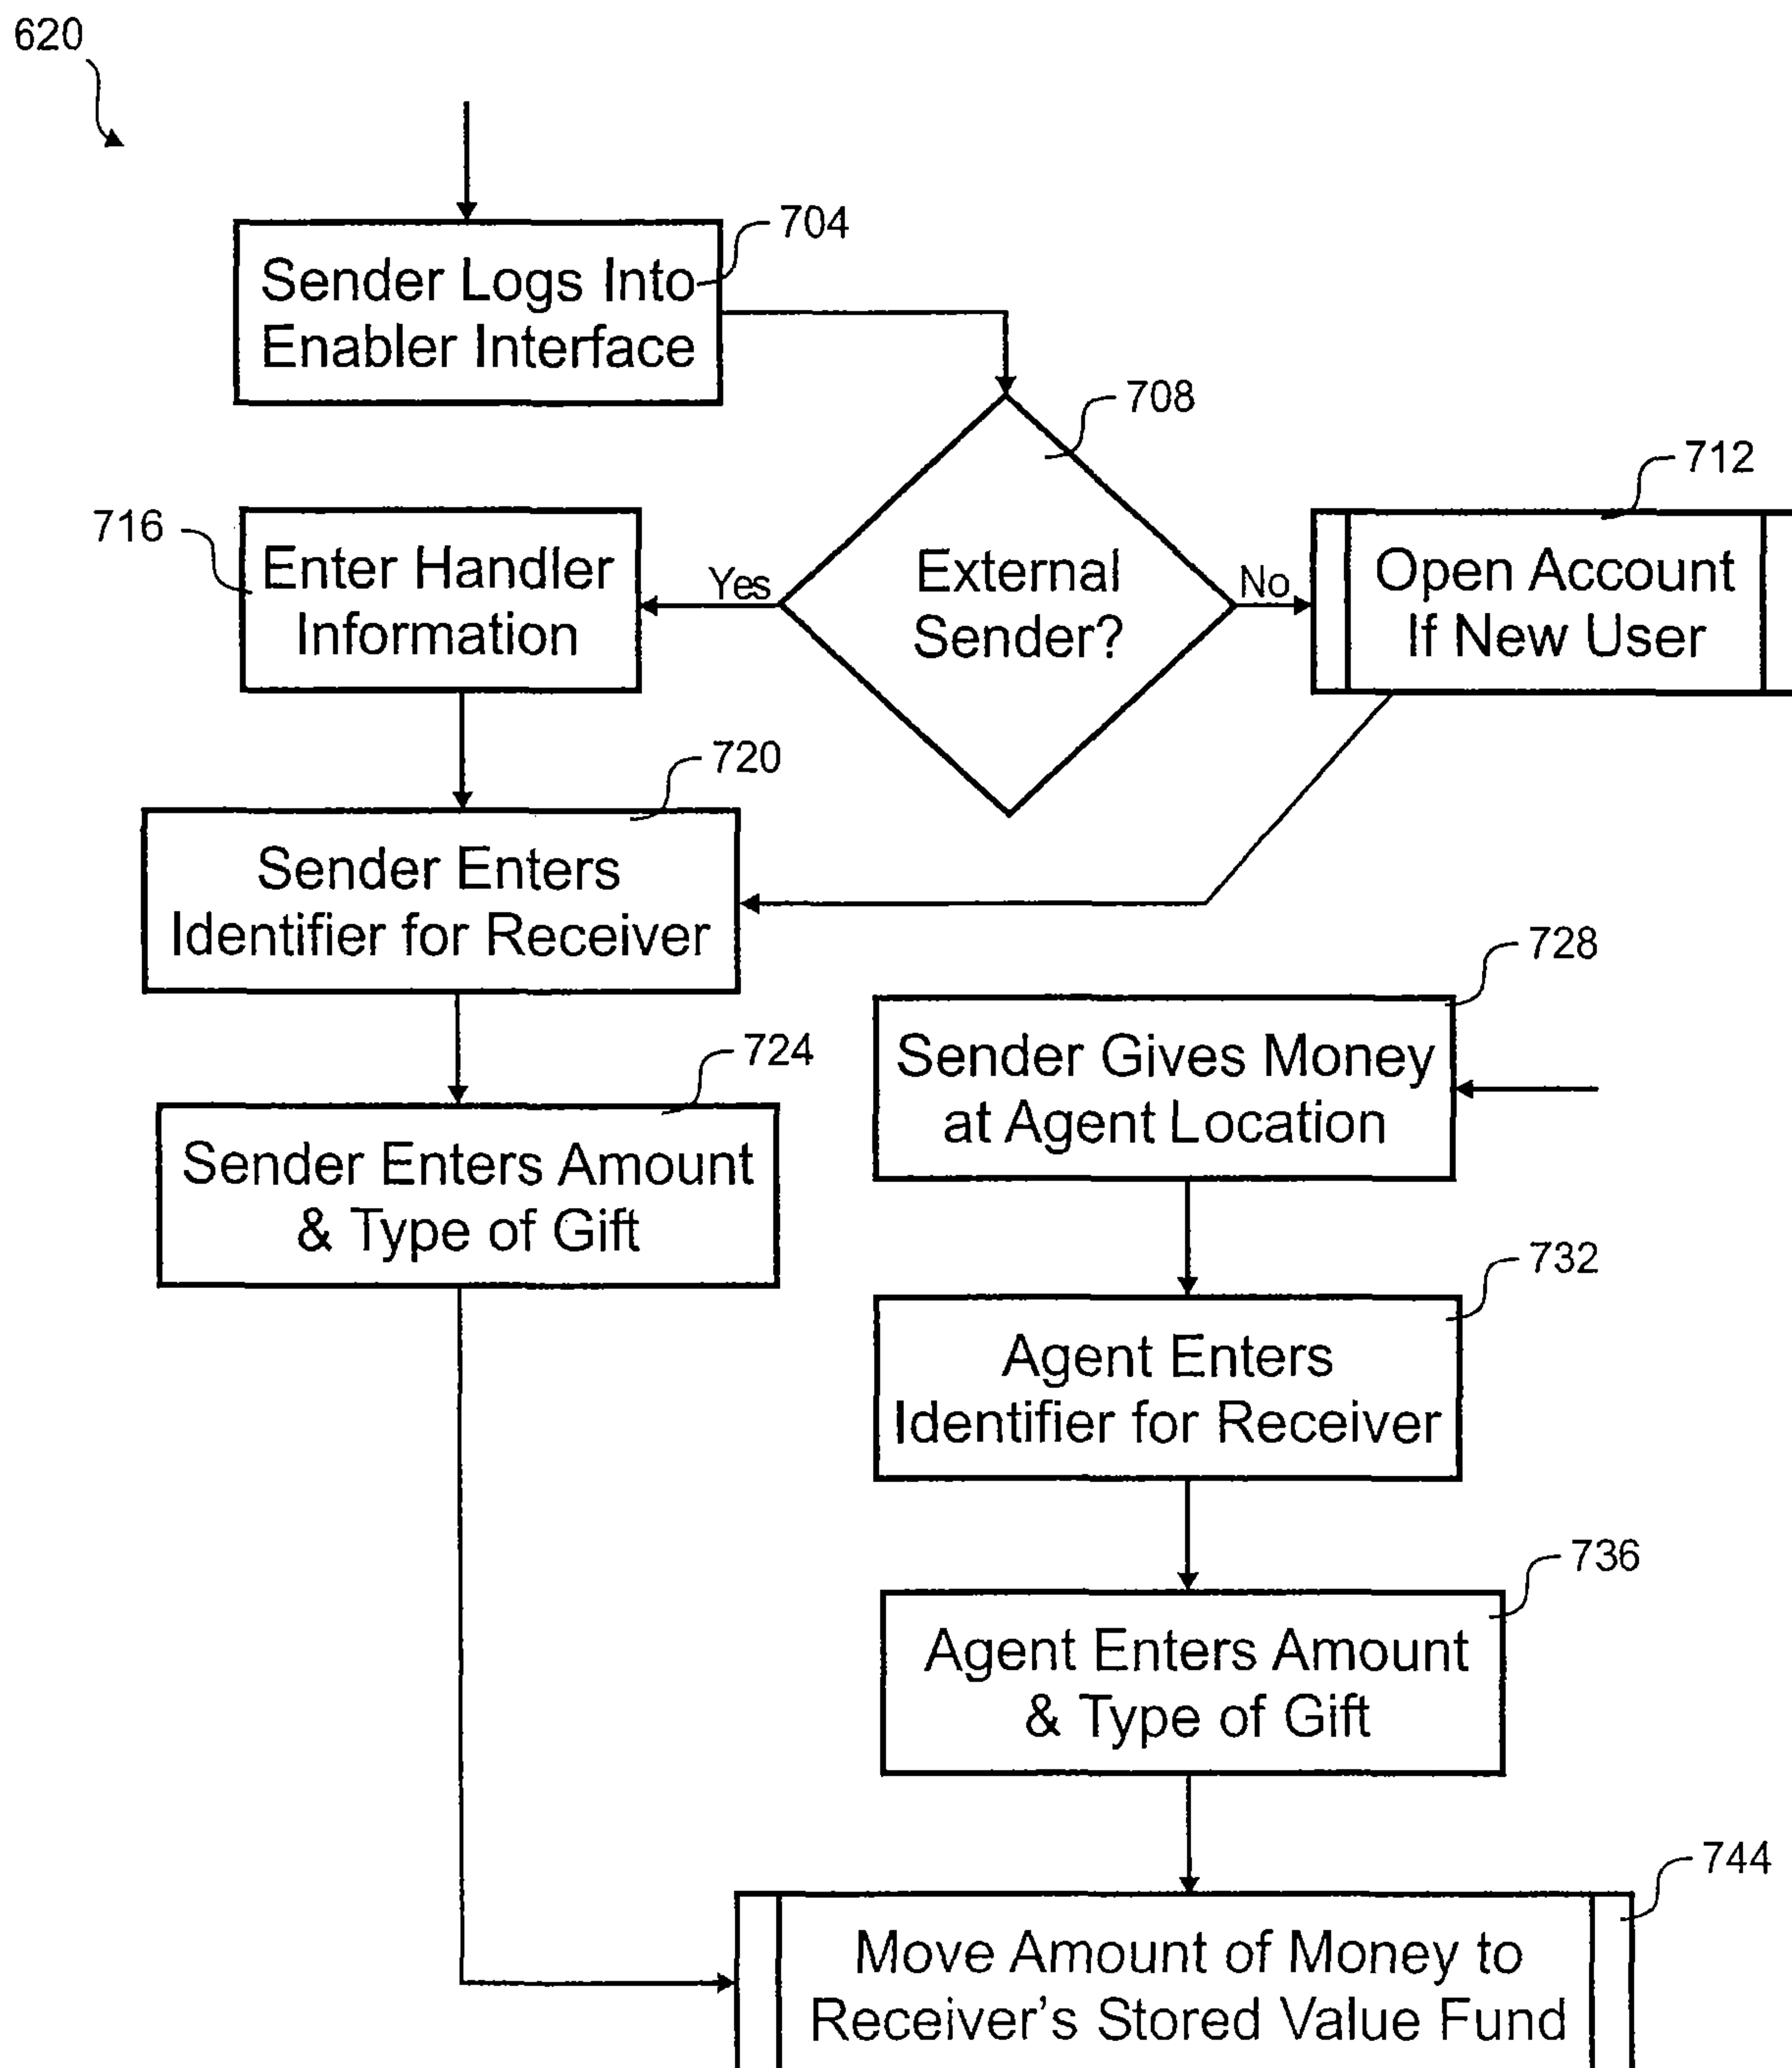 620
704
Sender Logs Into
Enabler Interface
708
712
716
Enter Handler
Information
Yes
External
Sender?
No
Open Account
If New User
720
Sender Enters
Identifier for Receiver
728
724
Sender Gives Money
at Agent Location
Sender Enters Amount
& Type of Gift
732
Agent Enters
Identifier for Receiver
736
Agent Enters Amount
& Type of Gift
744
Move Amount of Money to
Receiver's Stored Value Fund